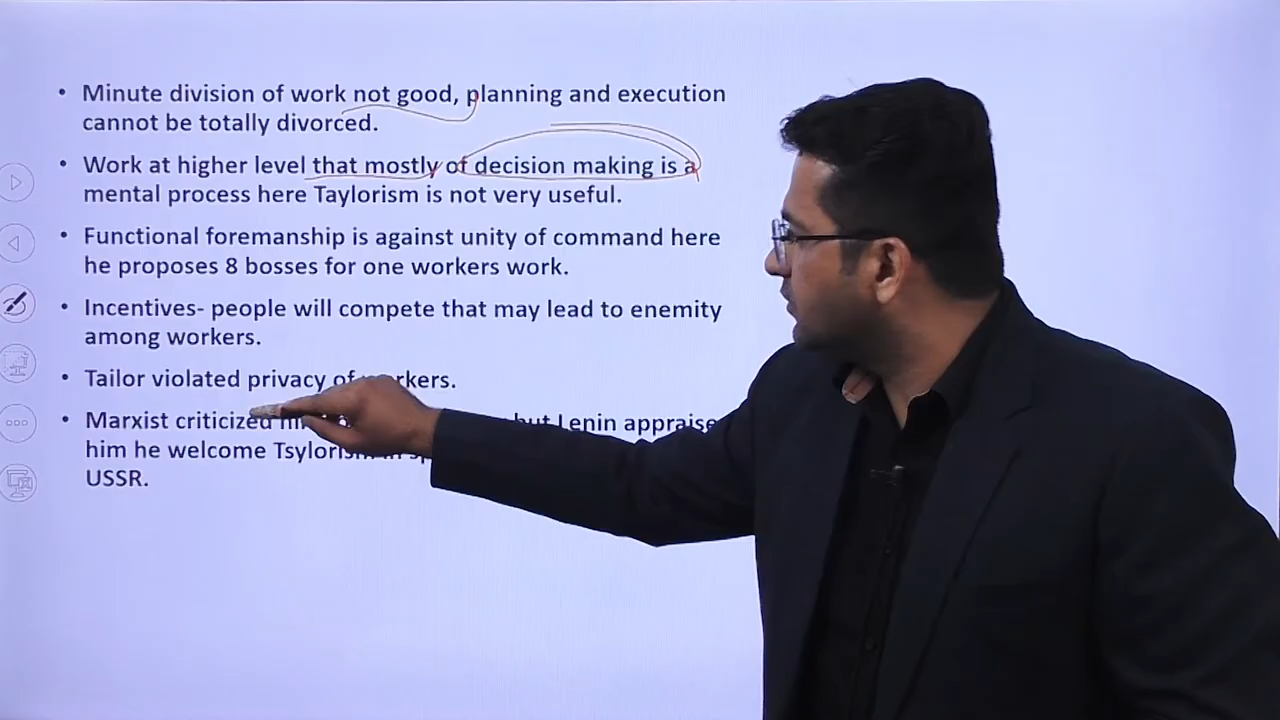 • Minute division of work not good, planning and execution
cannot be totally divorced.
• Work at higher level that mostly of decision making is a
mental process here Taylorism is not very useful.
• Functional foremanship is against unity of command here
he proposes 8 bosses for one workers work.
• Incentives- people will compete that may lead to enemity
among workers.
• Tailor violated privacy of workers.
• Marxist criticized but Lenin appraise
him he welcome Tsylorism in
USSR.